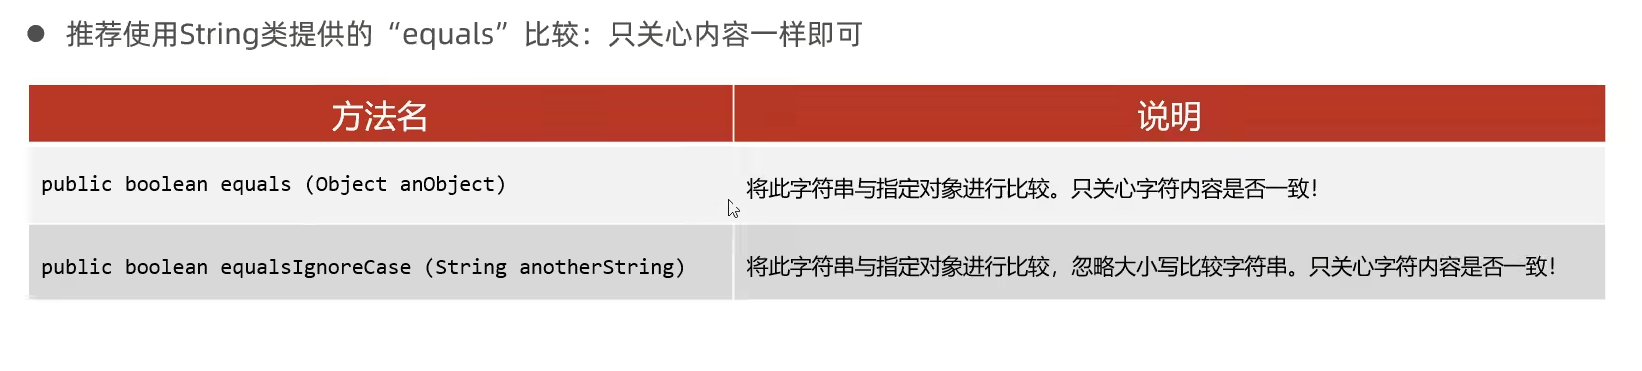 ● 推荐使用String类提供的“equals”比较：只关心内容一样即可
方法名
说明
public boolean equals (Object anObject)
将此字符串与指定对象进行比较。只关心字符内容是否一致！
public boolean equalsIgnoreCase (String anotherString)
将此字符串与指定对象进行比较，忽略大小写比较字符串。只关心字符内容是否一致！